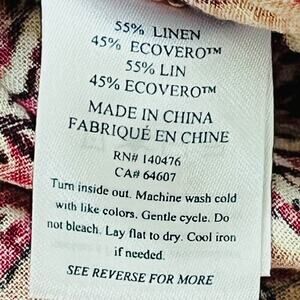 55% LINEN
45% ECOVERO™
55% LIN
45% ECOVERO™
MADE IN CHINA
FABRIQUÉ EN CHINE
RN# 140476
CA# 64607
Turn inside out. Machine wash cold
with like colors. Gentle cycle. Do
not bleach. Lay flat to dry. Cool iron
if needed.
SEE REVERSE FOR MORE